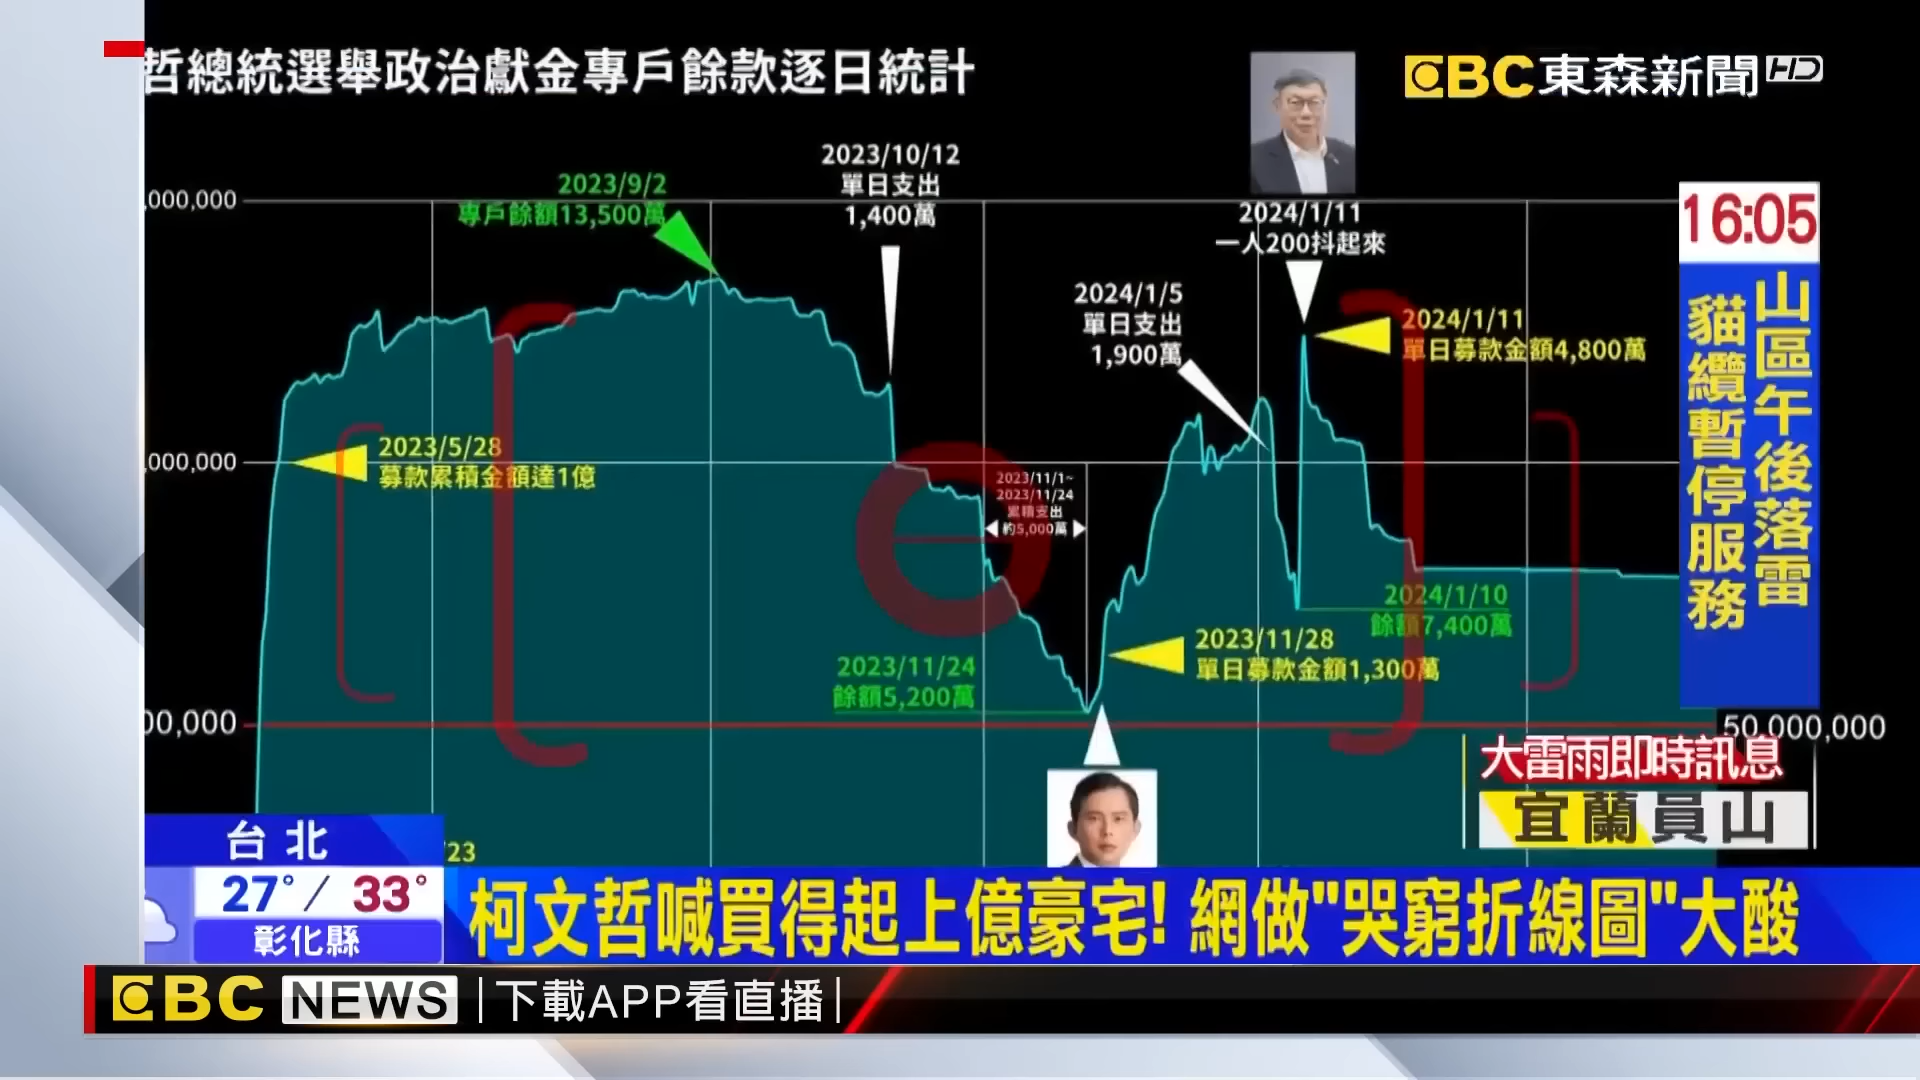 哲總統選舉政治獻金專戶餘款逐日統計
EBC東森新聞HD
2023/9/2
專戶餘額13,500萬
2023/10/12
單日支出
1,400萬
2024/1/11
一人200抖起來
2024/1/5
單日支出
1,900萬
2024/1/11
單日募款金額4,800萬
,000,000
,000,000
00,000
50,000,000
2023/5/28
募款累積金額達1億
2023/11/1~
2023/11/24
累積支出
約5,000萬
2024/1/10
餘額7,400萬
2023/11/28
單日募款金額1,300萬
2023/11/24
餘額5,200萬
/23
16:05
山區午後落雷
貓纜暫停服務
大雷雨即時訊息
宜蘭員山
台北
27°/33°
彰化縣
柯文哲喊買得起上億豪宅! 網做"哭窮折線圖"大酸
EBC NEWS |下載APP看直播|